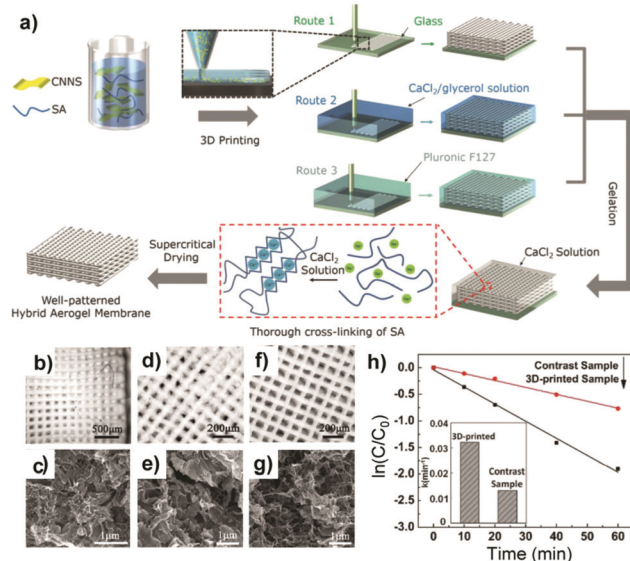 a)
CNNS
SA
3D Printing
Route 1
Glass
Route 2
CaCl2/glycerol solution
Route 3
Pluronic F127
Gelation
CaCl2 Solution
CaCl2
Solution
Thorough cross-linking of SA
Supercritical
Drying
Well-patterned
Hybrid Aerogel Membrane
b)
500μm
d)
200μm
f)
200μm
c)
1μm
e)
1μm
g)
1μm
h)
Contrast Sample
3D-printed Sample
ln(C/C0)
0.0
-0.5
-1.0
-1.5
-2.0
-2.5
-3.0
k(min-1)
0.04
0.03
0.02
0.01
0.00
3D-printed
Contrast
Sample
0 10 20 30 40 50 60
Time (min)